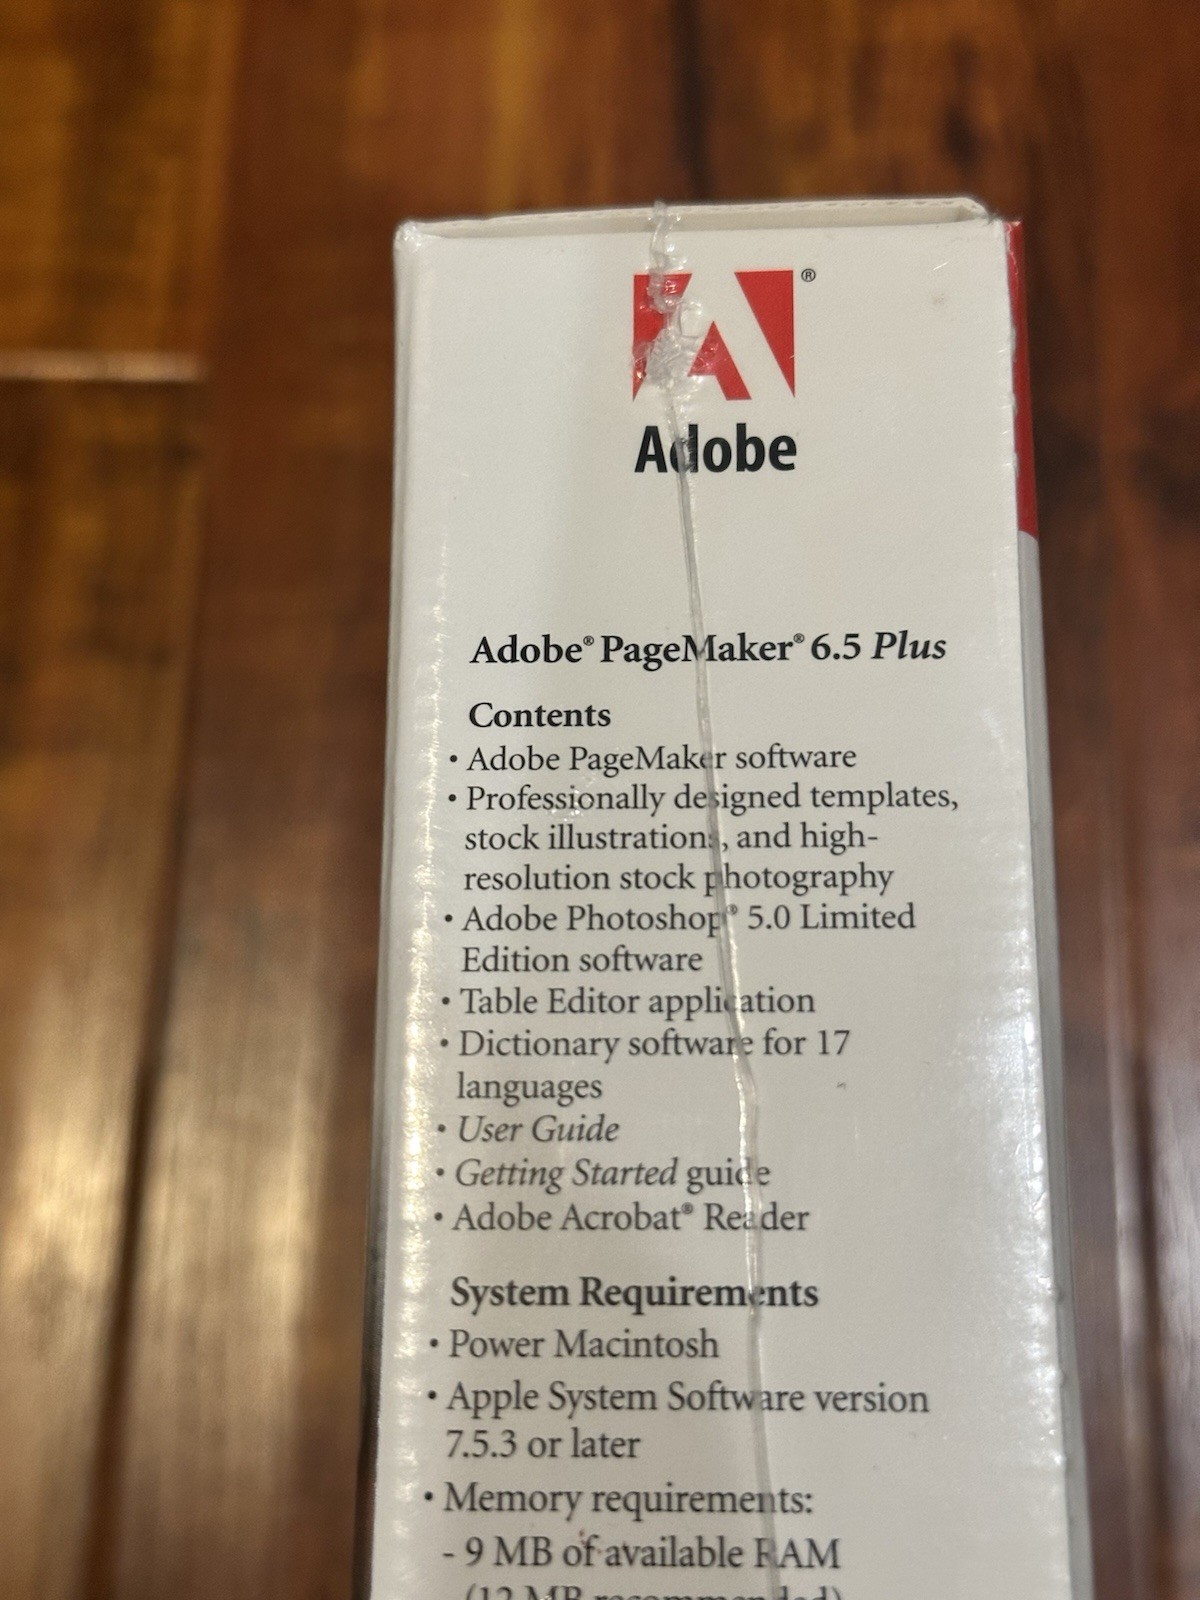 ®
Adobe
Adobe® PageMaker® 6.5 Plus
Contents
• Adobe PageMaker software
• Professionally designed templates,
stock illustrations, and high-
resolution stock photography
• Adobe Photoshop® 5.0 Limited
Edition software
• Table Editor application
• Dictionary software for 17
languages
• User Guide
• Getting Started guide
• Adobe Acrobat® Reader
System Requirements
• Power Macintosh
• Apple System Software version
7.5.3 or later
• Memory requirements:
- 9 MB of available RAM
(12 MB recommended)